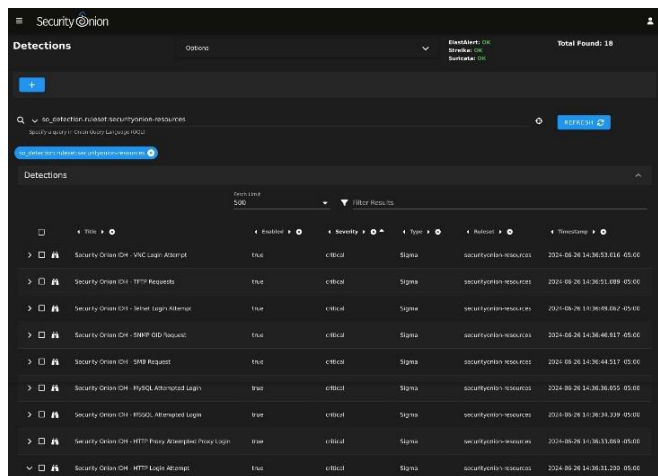 Security Onion
Detections
Options
ElastAlert: OK
Strelka: OK
Suricata: OK
Total Found: 18
+
so_detection.ruleset:securityonion-resources
Specify a query in Onion Query Language (OQL)
REFRESH
so_detection.ruleset:securityonion-resources
Detections
Fetch Limit
500
Filter Results
Title Enabled Severity Type Ruleset Timestamp
Security Onion IDH - VNC Login Attempt true critical Sigma securityonion-resources 2024-06-26 14:36:53.016 -05:00
Security Onion IDH - TFTP Requests true critical Sigma securityonion-resources 2024-06-26 14:36:51.089 -05:00
Security Onion IDH - Telnet Login Attempt true critical Sigma securityonion-resources 2024-06-26 14:36:49.062 -05:00
Security Onion IDH - SNMP OID Request true critical Sigma securityonion-resources 2024-06-26 14:36:46.917 -05:00
Security Onion IDH - SMB Request true critical Sigma securityonion-resources 2024-06-26 14:36:44.517 -05:00
Security Onion IDH - MySQL Attempted Login true critical Sigma securityonion-resources 2024-06-26 14:36:36.855 -05:00
Security Onion IDH - MSSQL Attempted Login true critical Sigma securityonion-resources 2024-06-26 14:36:34.339 -05:00
Security Onion IDH - HTTP Proxy Attempted Proxy Login true critical Sigma securityonion-resources 2024-06-26 14:36:33.069 -05:00
Security Onion IDH - HTTP Login Attempt true critical Sigma securityonion-resources 2024-06-26 14:36:31.200 -05:00